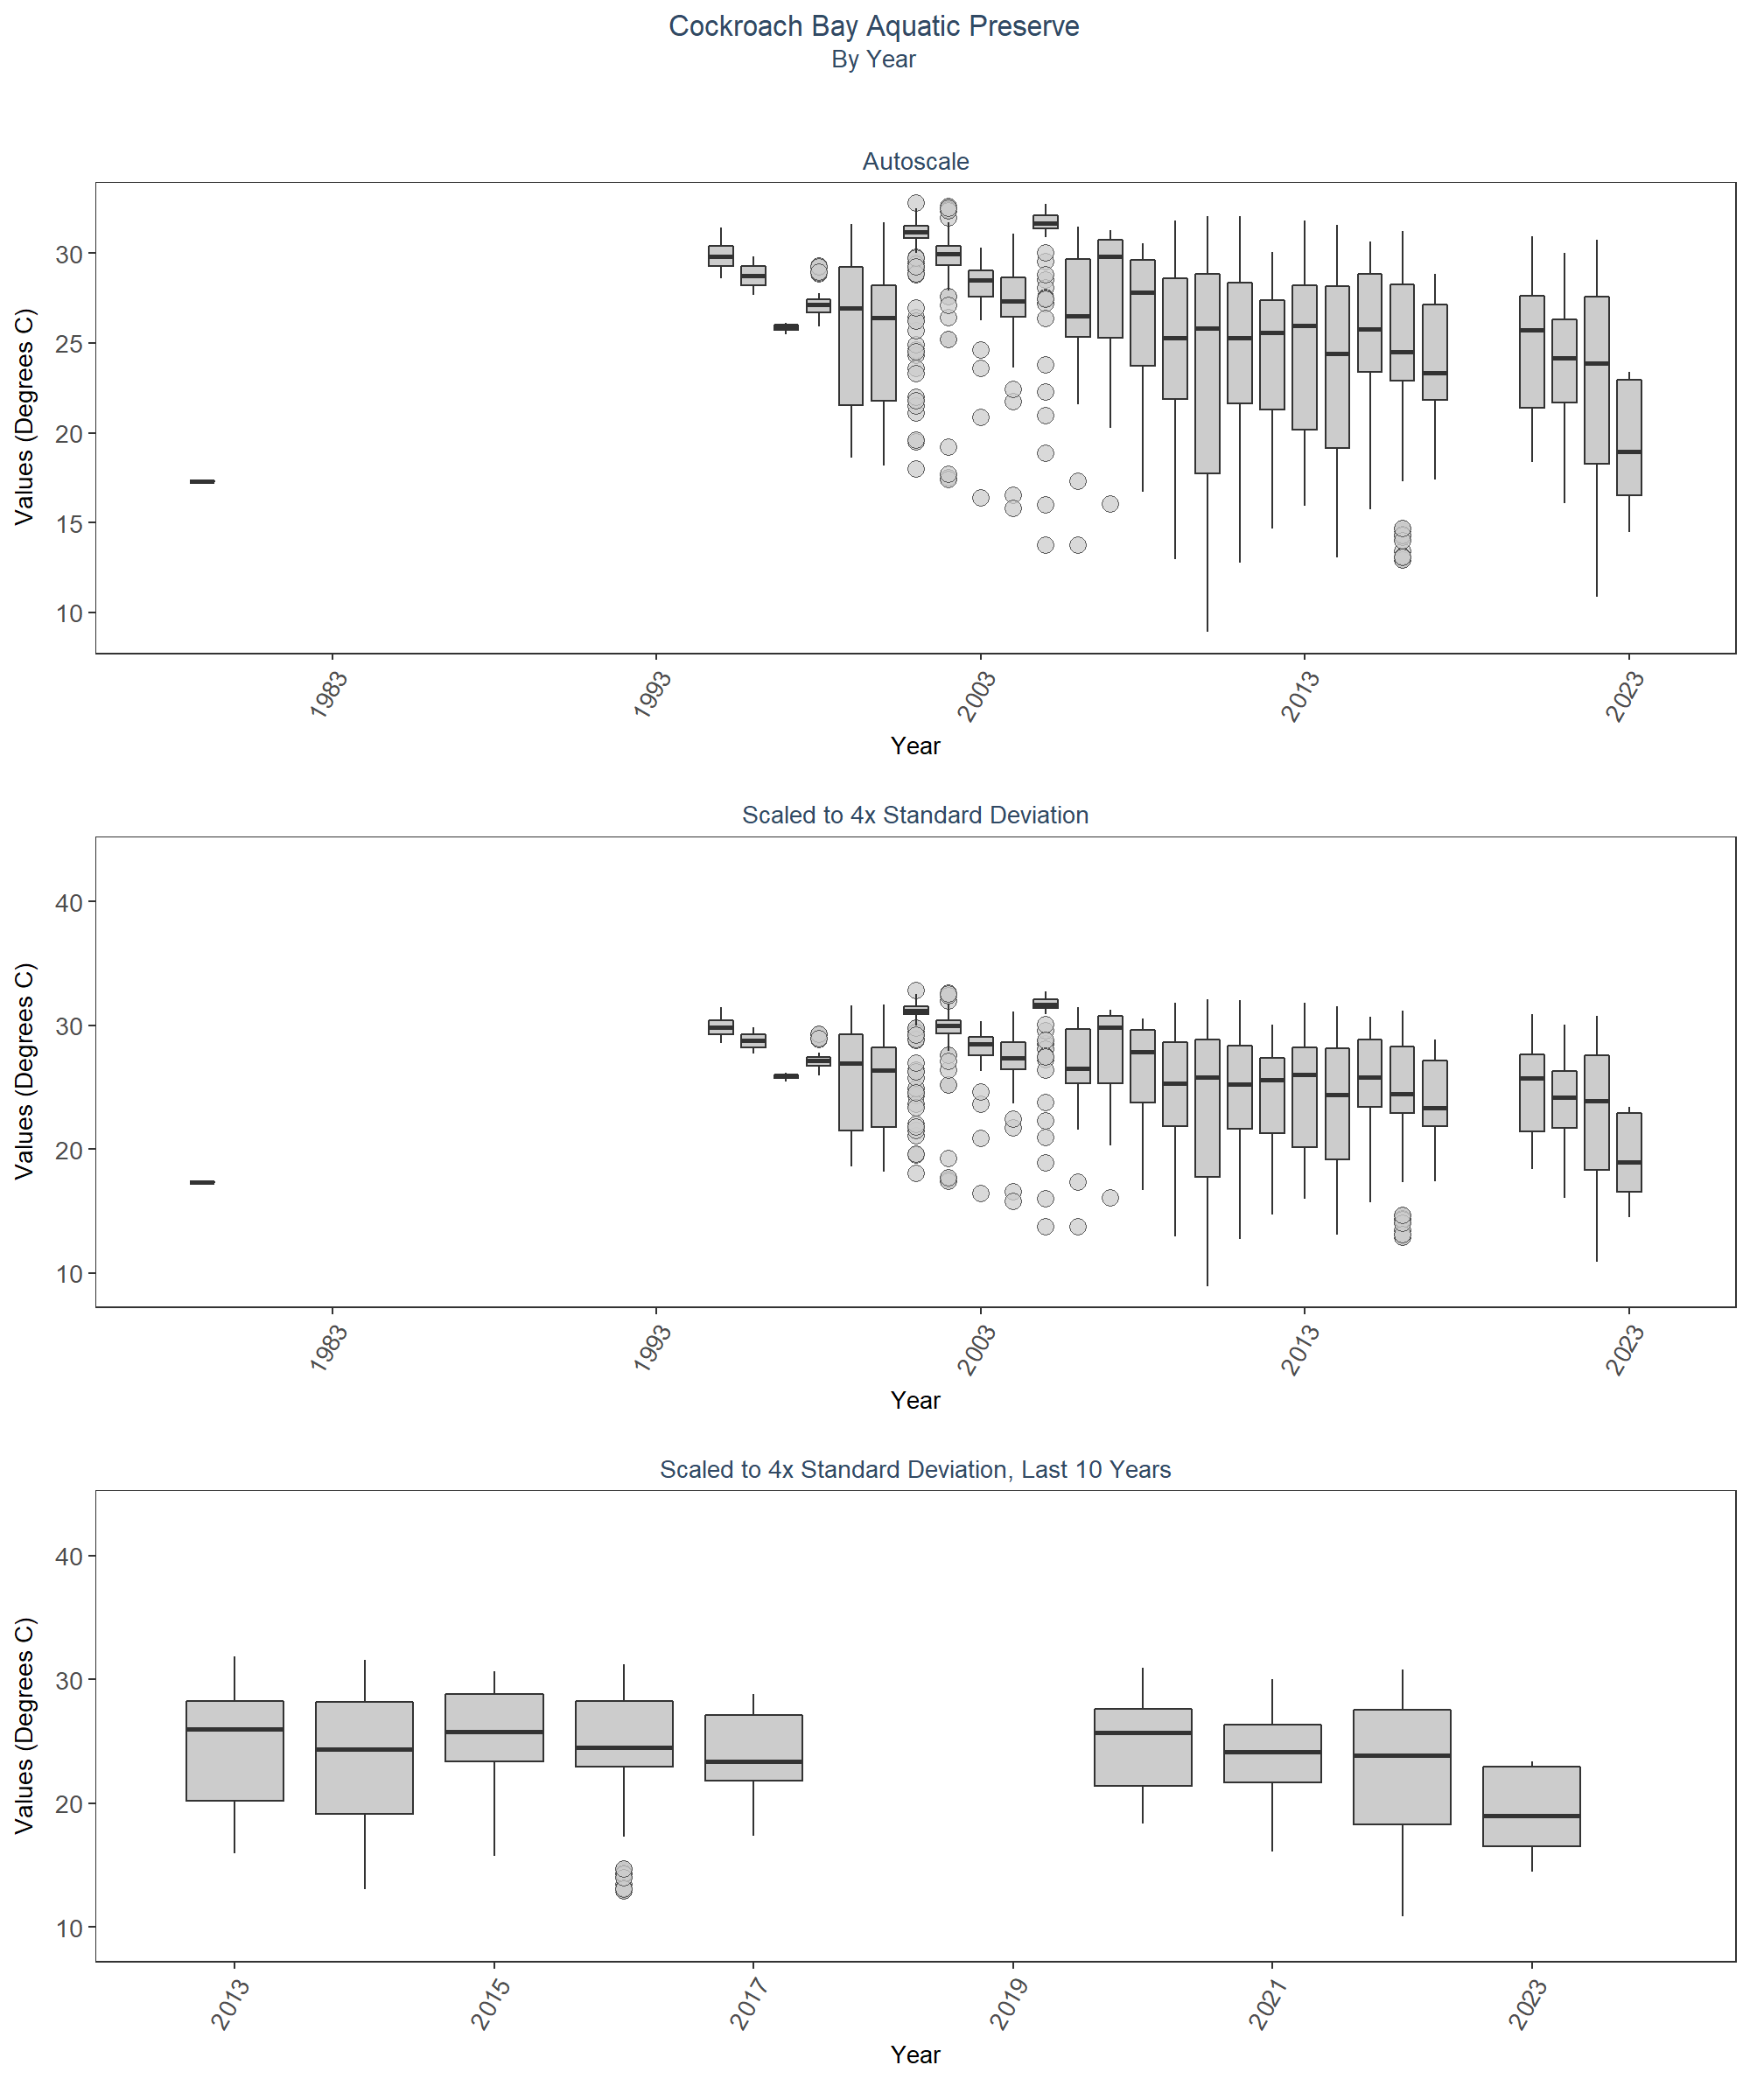 Cockroach Bay Aquatic Preserve
By Year
Autoscale
Values (Degrees C)
30
25
20
15
10
1983
1993
2003
2013
2023
Year
Scaled to 4x Standard Deviation
Values (Degrees C)
40
30
20
10
1983
1993
2003
2013
2023
Year
Scaled to 4x Standard Deviation, Last 10 Years
Values (Degrees C)
40
30
20
10
2013
2015
2017
2019
2021
2023
Year